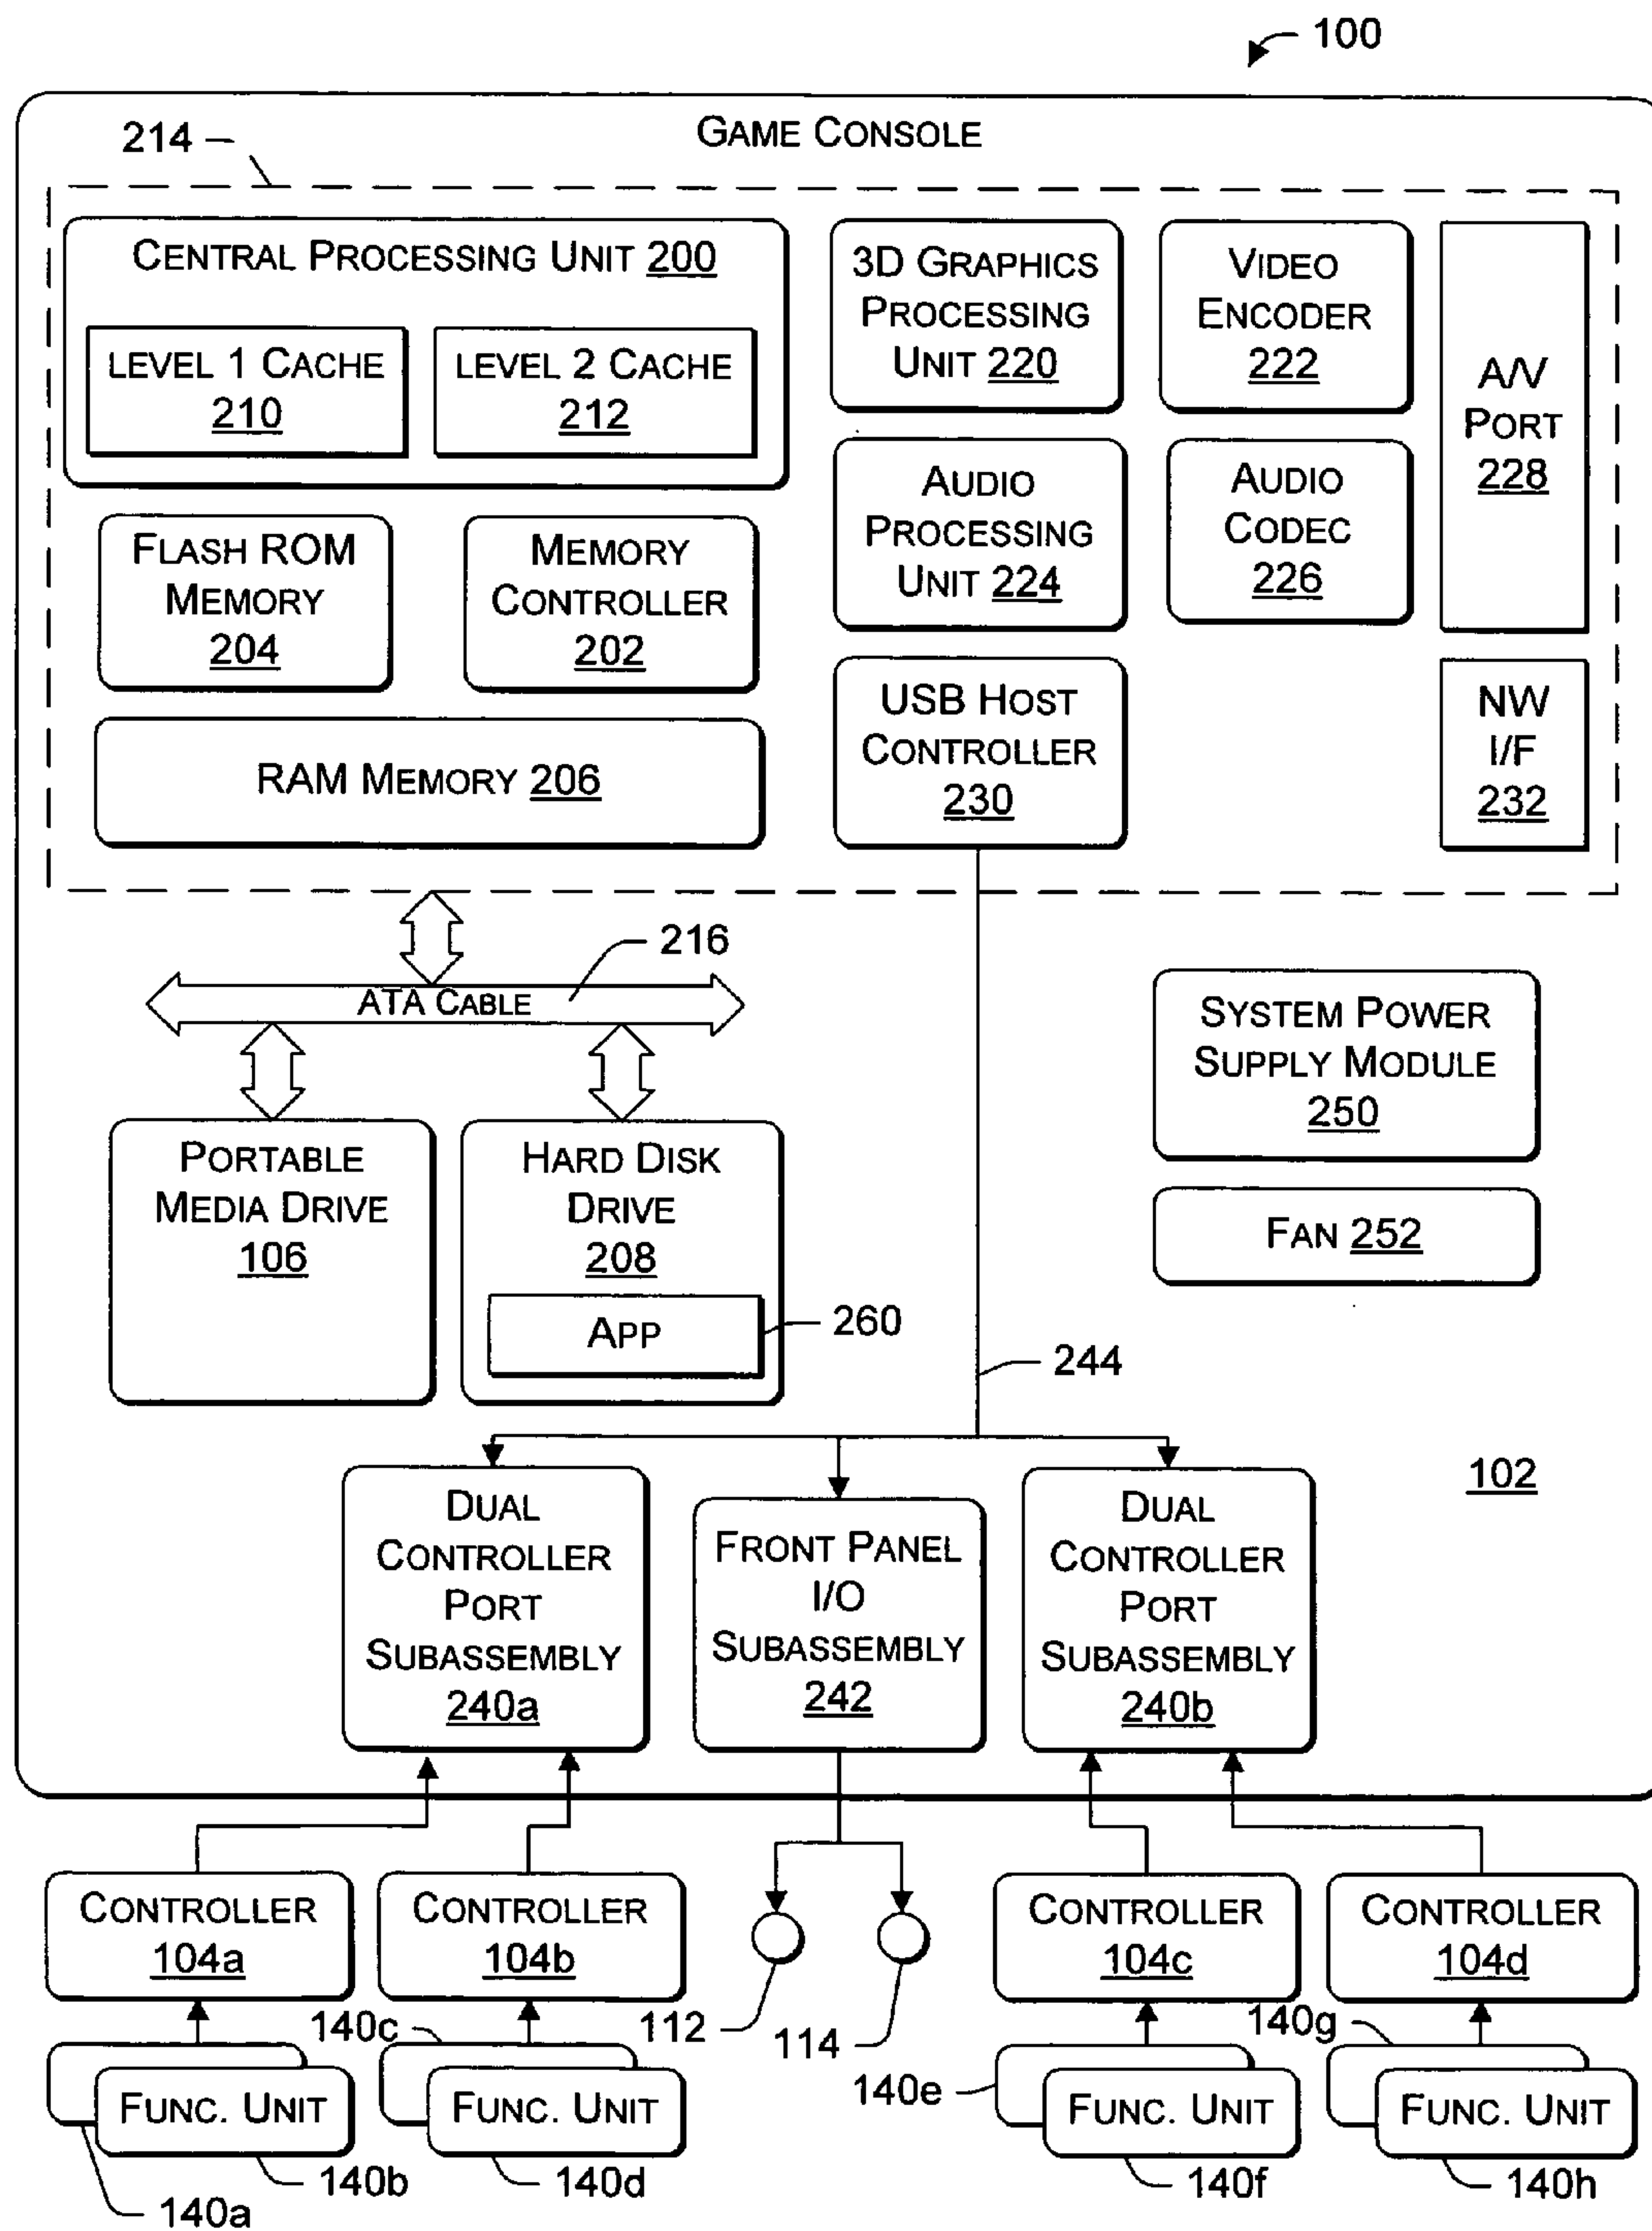 100
GAME CONSOLE
214
CENTRAL PROCESSING UNIT 200
LEVEL 1 CACHE
210
LEVEL 2 CACHE
212
3D GRAPHICS
PROCESSING
UNIT 220
VIDEO
ENCODER
222
A/V
PORT
228
FLASH ROM
MEMORY
204
MEMORY
CONTROLLER
202
AUDIO
PROCESSING
UNIT 224
AUDIO
CODEC
226
RAM MEMORY 206
USB HOST
CONTROLLER
230
NW
I/F
232
216
ATA CABLE
SYSTEM POWER
SUPPLY MODULE
250
PORTABLE
MEDIA DRIVE
106
HARD DISK
DRIVE
208
APP
260
FAN 252
244
102
DUAL
CONTROLLER
PORT
SUBASSEMBLY
240a
FRONT PANEL
I/O
SUBASSEMBLY
242
DUAL
CONTROLLER
PORT
SUBASSEMBLY
240b
CONTROLLER
104a
CONTROLLER
104b
CONTROLLER
104c
CONTROLLER
104d
140c
112
114
140g
140e
FUNC. UNIT
FUNC. UNIT
FUNC. UNIT
FUNC. UNIT
140a
140b
140d
140f
140h